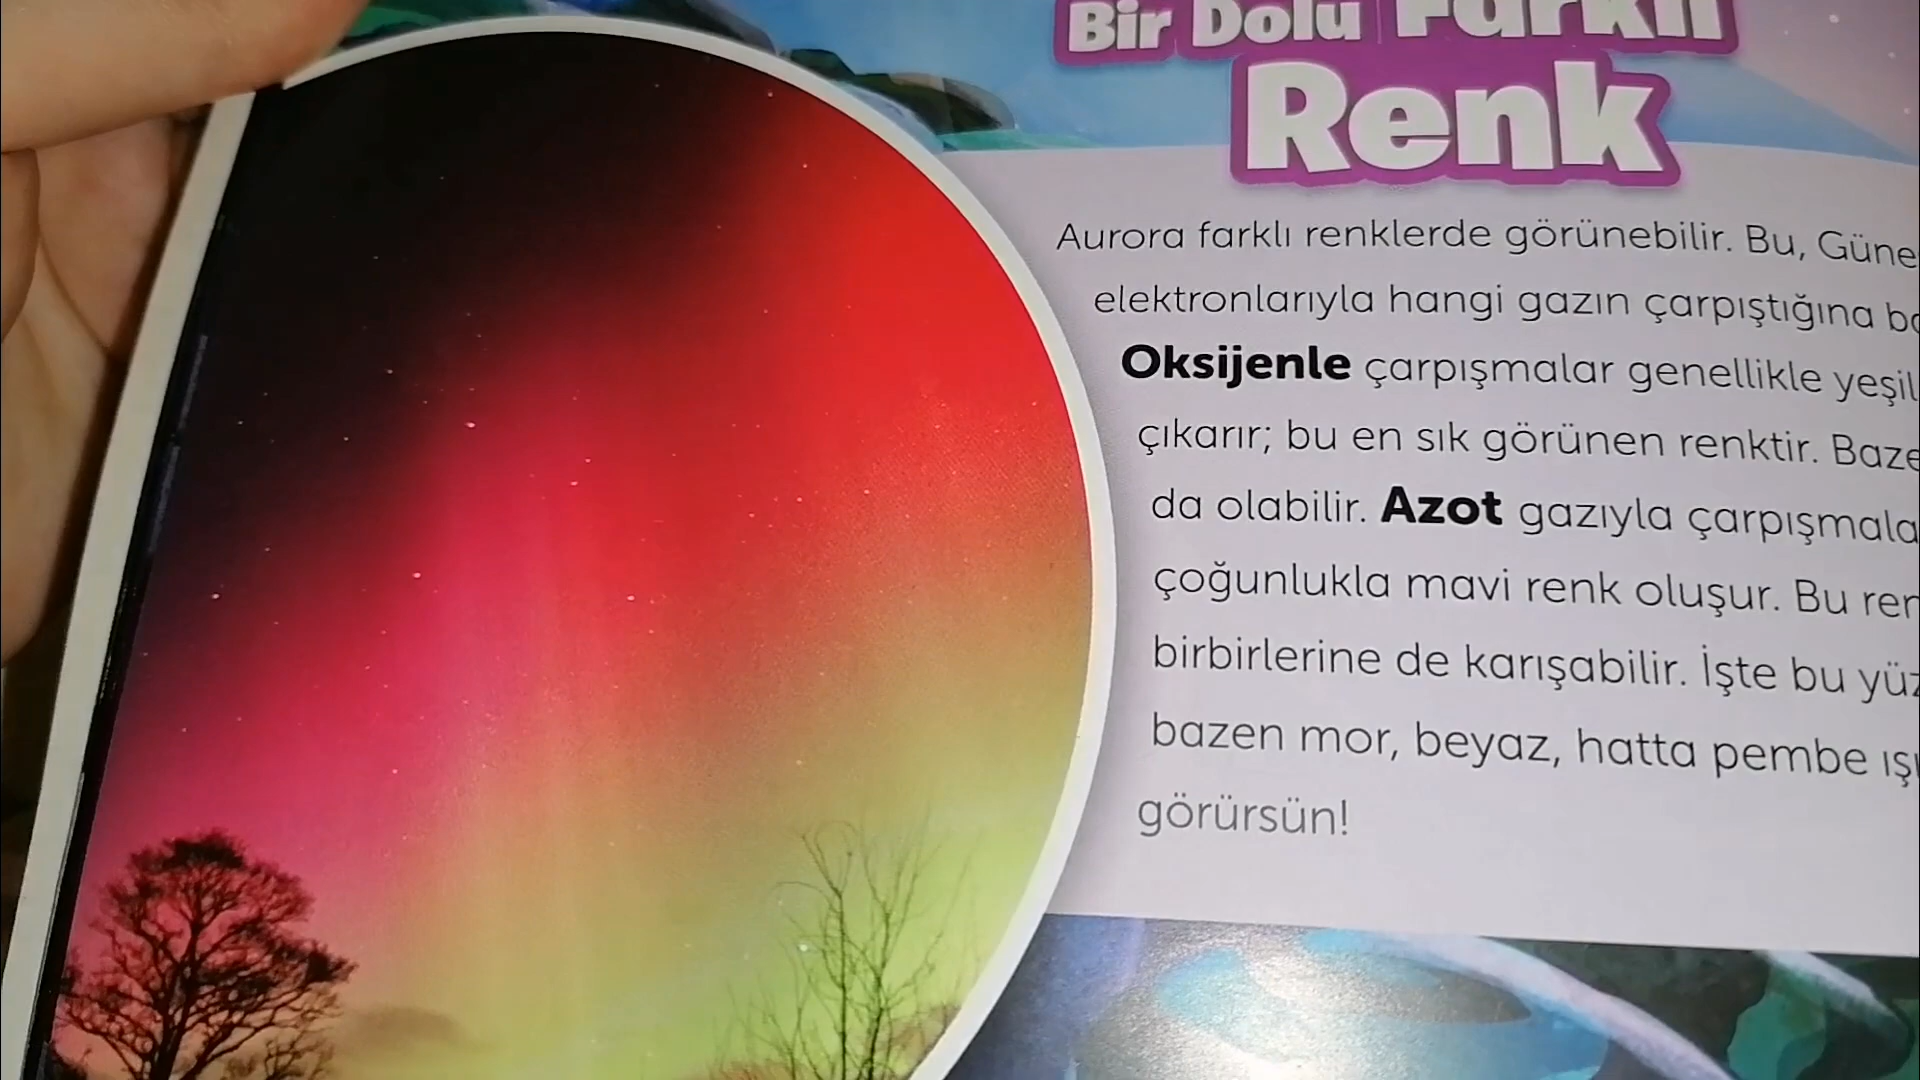 Bir Dolu Farklı
Renk
Aurora farklı renklerde görünebilir. Bu,
elektronlarıyla hangi gazın çarpıştığına
Oksijenle çarpışmalar genellikle
çıkarır; bu en sık görünen renktir.
da olabilir. Azot gazıyla
çoğunlukla mavi renk oluşur. Bu
birbirlerine de karışabilir. İşte bu
bazen mor, beyaz, hatta pembe
görürsün!